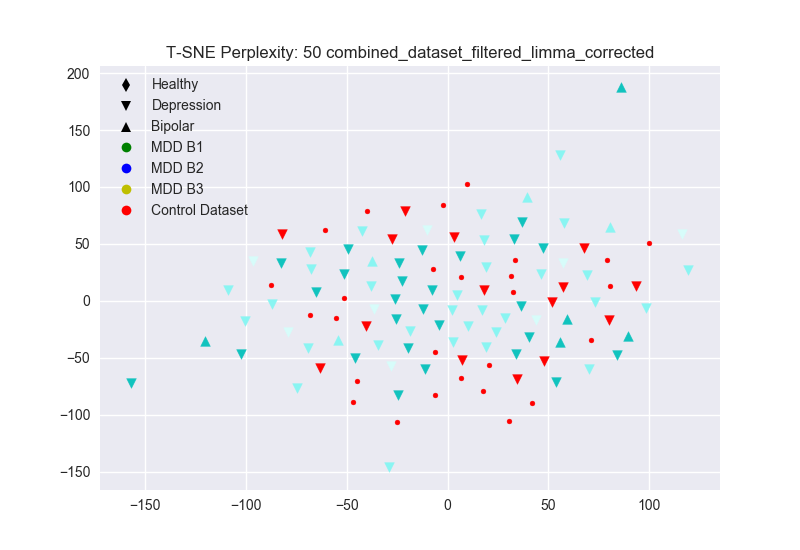 T-SNE Perplexity: 50 combined_dataset_filtered_limma_corrected
200
150
100
50
0
−50
−100
−150
Healthy
Depression
Bipolar
MDD B1
MDD B2
MDD B3
Control Dataset
−150 −100 −50 0 50 100